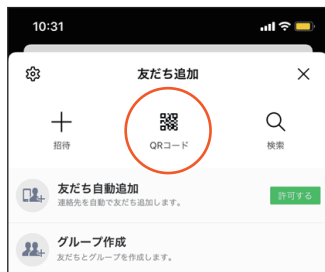 10:31
友だち追加
招待
QRコード
検索
友だち自動追加
連絡先を自動で友だち追加します。
許可する
グループ作成
友だちとグループを作成します。